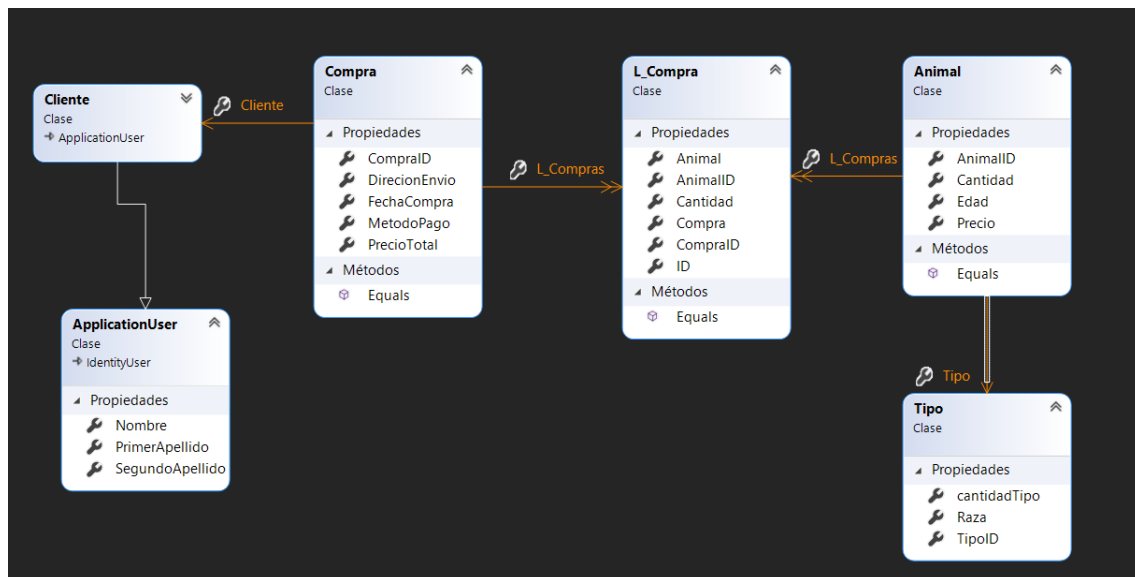 Cliente
Clase
ApplicationUser
Cliente
Compra
Clase
Propiedades
CompraID
DirecionEnvio
FechaCompra
MetodoPago
PrecioTotal
Métodos
Equals
L_Compras
L_Compra
Clase
Propiedades
Animal
AnimalID
Cantidad
Compra
CompraID
ID
Métodos
Equals
L_Compras
Animal
Clase
Propiedades
AnimalID
Cantidad
Edad
Precio
Métodos
Equals
ApplicationUser
Clase
IdentityUser
Propiedades
Nombre
PrimerApellido
SegundoApellido
Tipo
Tipo
Clase
Propiedades
cantidadTipo
Raza
TipoID